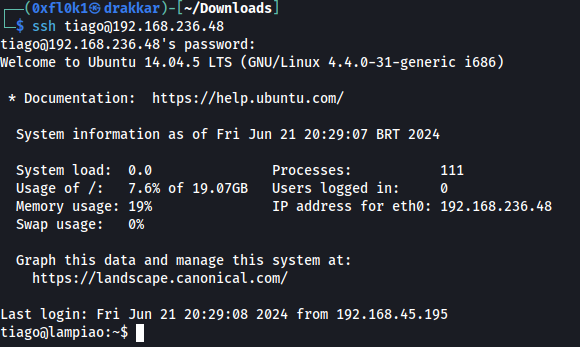 ┌──(0xfl0k1㉿drakkar)-[~/Downloads]
└─$ ssh tiago@192.168.236.48
tiago@192.168.236.48's password:
Welcome to Ubuntu 14.04.5 LTS (GNU/Linux 4.4.0-31-generic i686)
* Documentation:  https://help.ubuntu.com/
System information as of Fri Jun 21 20:29:07 BRT 2024
System load:  0.0               Processes:           111
Usage of /:   7.6% of 19.07GB   Users logged in:     0
Memory usage: 19%               IP address for eth0: 192.168.236.48
Swap usage:   0%
Graph this data and manage this system at:
https://landscape.canonical.com/
Last login: Fri Jun 21 20:29:08 2024 from 192.168.45.195
tiago@lampiao:~$